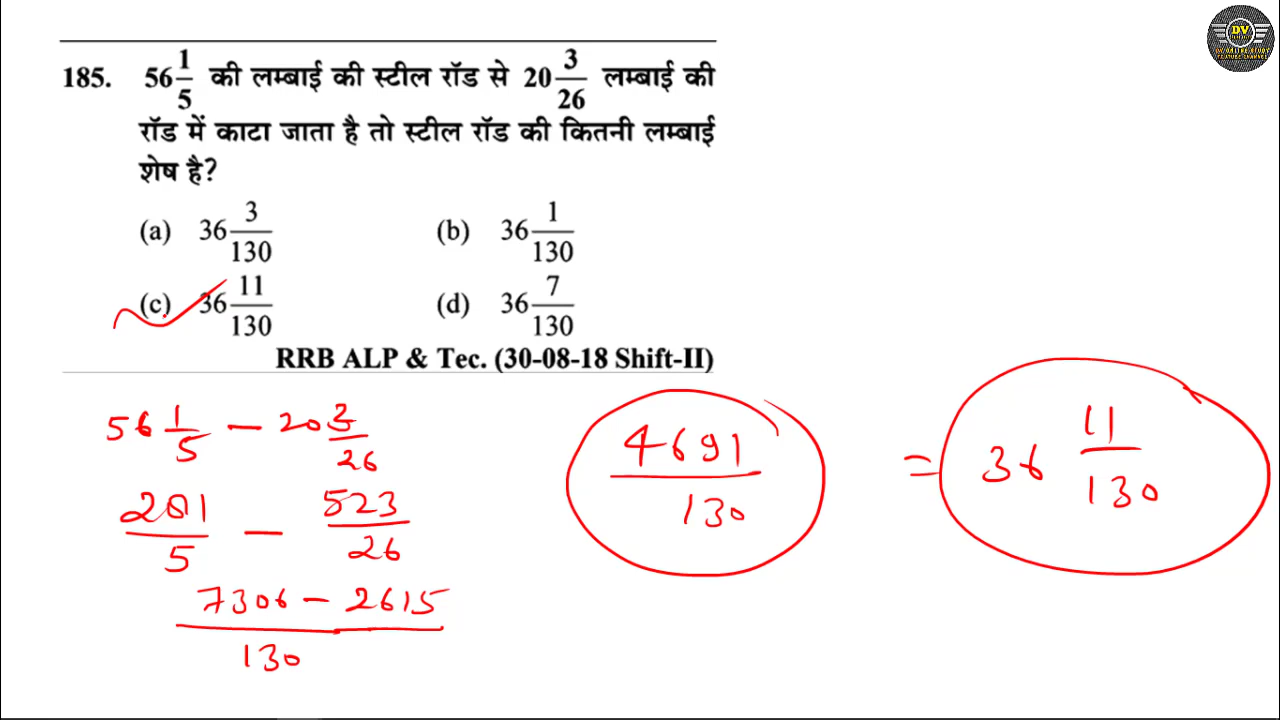 185. 56 1/5 की लम्बाई की स्टील रॉड से 20 3/26 लम्बाई की
रॉड में काटा जाता है तो स्टील रॉड की कितनी लम्बाई
शेष है?
(a) 36 3/130 (b) 36 1/130
(c) 36 11/130 (d) 36 7/130
RRB ALP & Tec. (30-08-18 Shift-II)
56 1/5 − 20 3/26
281/5 − 523/26
7306 − 2615/130
4691/130
= 36 11/130
DV